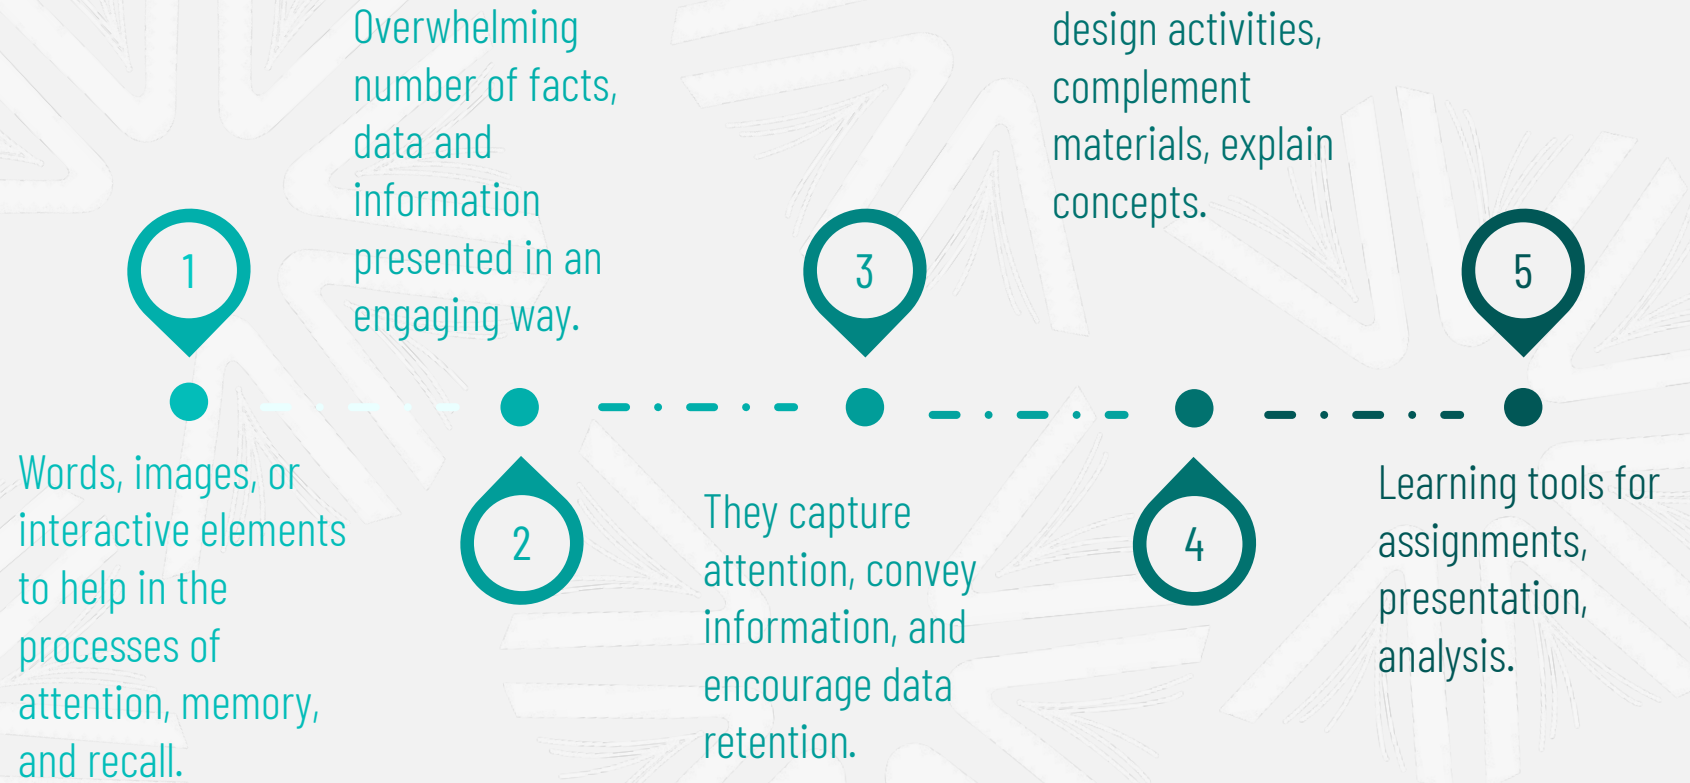 1
Words, images, or
interactive elements
to help in the
processes of
attention, memory,
and recall.
Overwhelming
number of facts,
data and
information
presented in an
engaging way.
2
3
They capture
attention, convey
information, and
encourage data
retention.
design activities,
complement
materials, explain
concepts.
4
5
Learning tools for
assignments,
presentation,
analysis.